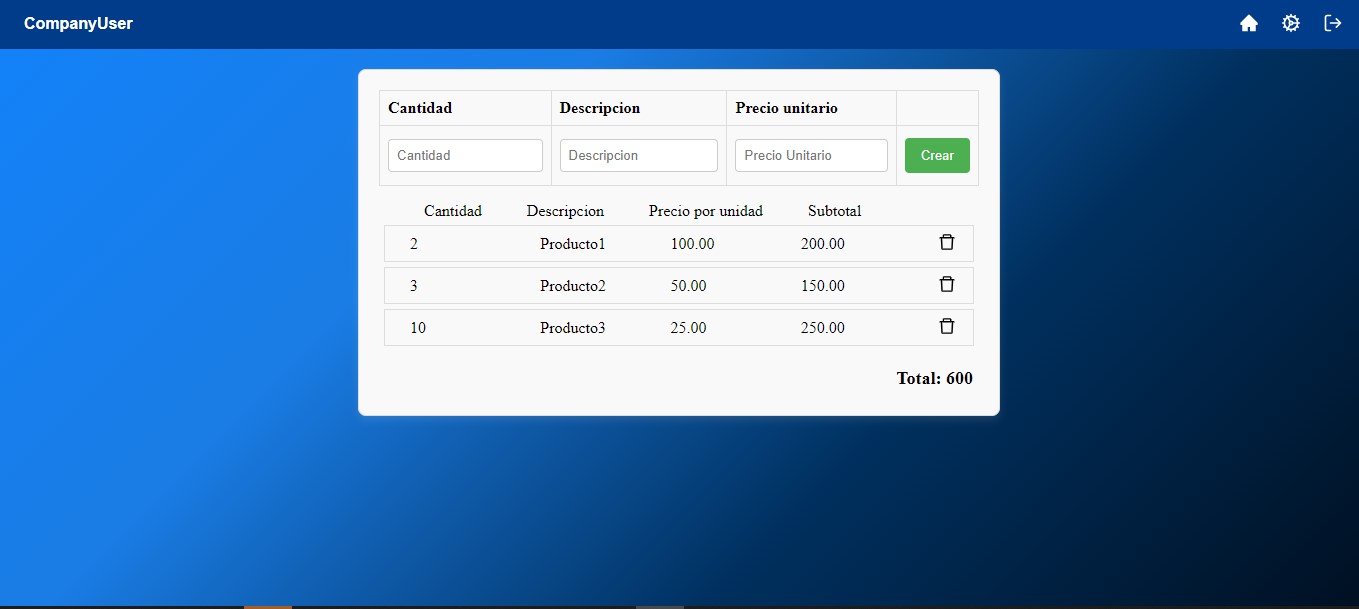 CompanyUser
Cantidad Descripcion Precio unitario
Cantidad Descripcion Precio Unitario Crear
Cantidad Descripcion Precio por unidad Subtotal
2 Producto1 100.00 200.00
3 Producto2 50.00 150.00
10 Producto3 25.00 250.00
Total: 600